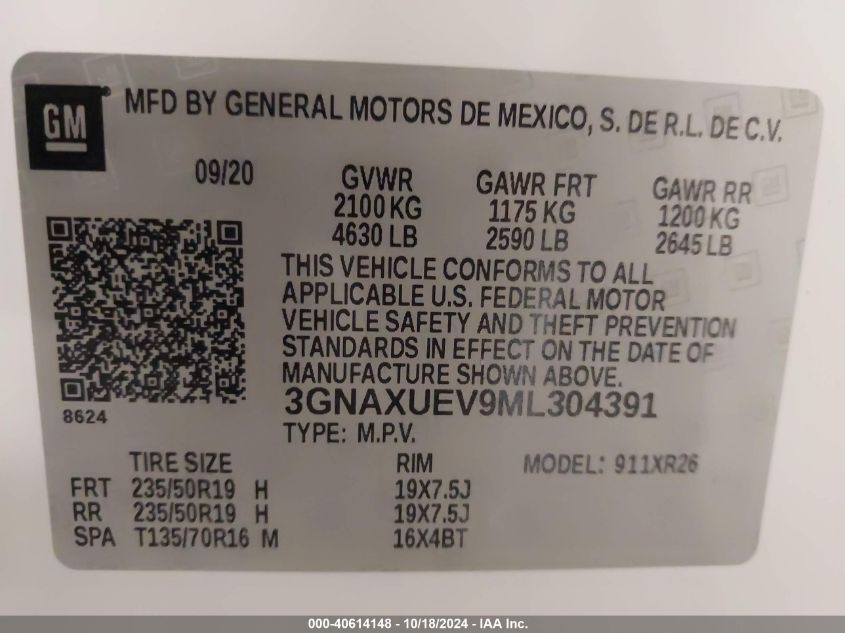 GM
MFD BY GENERAL MOTORS DE MEXICO, S. DE R.L. DE C.V.
09/20 GVWR GAWR FRT GAWR RR
2100 KG 1175 KG 1200 KG
4630 LB 2590 LB 2645 LB
THIS VEHICLE CONFORMS TO ALL
APPLICABLE U.S. FEDERAL MOTOR
VEHICLE SAFETY AND THEFT PREVENTION
STANDARDS IN EFFECT ON THE DATE OF
MANUFACTURE SHOWN ABOVE.
8624
3GNAXUEV9ML304391
TYPE: M.P.V.
TIRE SIZE RIM MODEL: 911XR26
FRT 235/50R19 H 19X7.5J
RR 235/50R19 H 19X7.5J
SPA T135/70R16 M 16X4BT
000-40614148 - 10/18/2024 - IAA Inc.